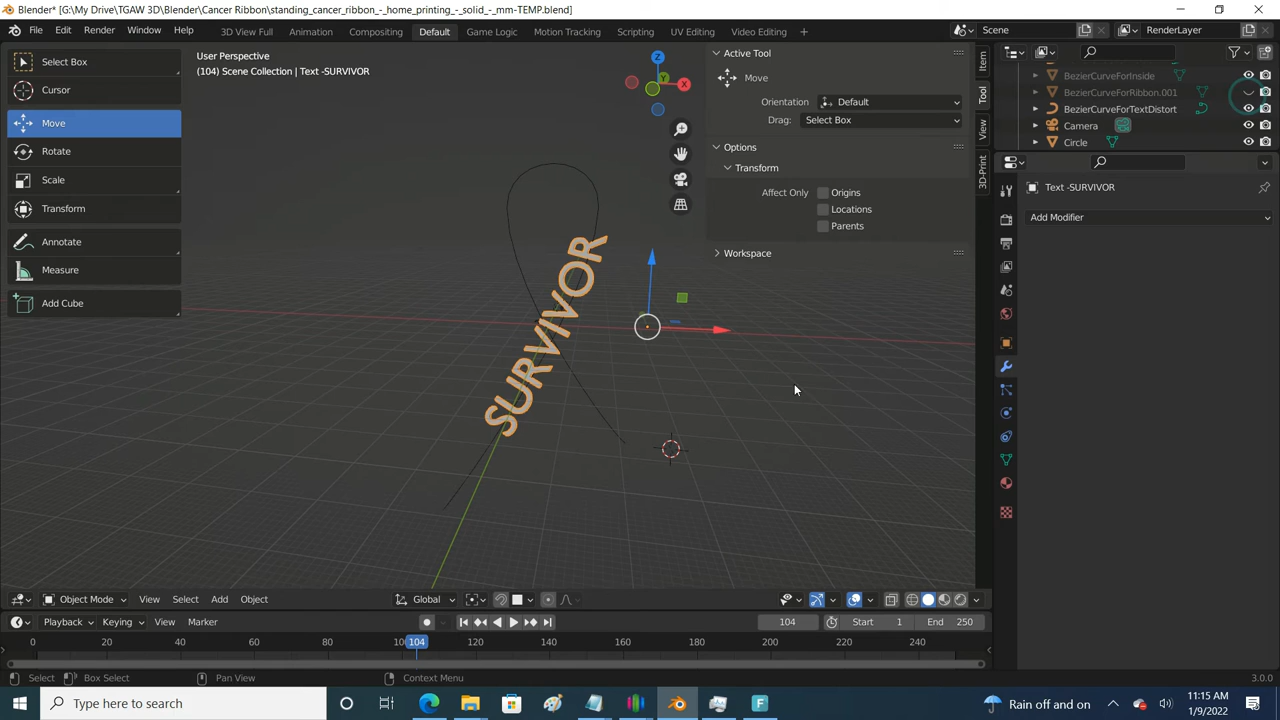 Blender* [G:\My Drive\TGAW 3D\Blender\Cancer Ribbon\standing_cancer_ribbon_-_home_printing_-_solid_-_mm-TEMP.blend]
File Edit Render Window Help 3D View Full Animation Compositing Default Game Logic Motion Tracking Scripting UV Editing Video Editing + Scene RenderLayer
User Perspective
(104) Scene Collection | Text -SURVIVOR
Select Box
Cursor
Move
Rotate
Scale
Transform
Annotate
Measure
Add Cube
Z
Y
X
SURVIVOR
Active Tool
Move
Orientation Default
Drag: Select Box
Options
Transform
Affect Only Origins
Locations
Parents
Workspace
Item
Tool
View
3D-Print
BezierCurveForInside
BezierCurveForRibbon.001
BezierCurveForTextDistort
Camera
Circle
Text -SURVIVOR
Add Modifier
Object Mode View Select Add Object Global
Playback Keying View Marker 104 Start 1 End 250
0 20 40 60 80 104 120 140 160 180 200 220 240
Select Box Select Pan View Context Menu 3.0.0
Type here to search Rain off and on 11:15 AM
1/9/2022